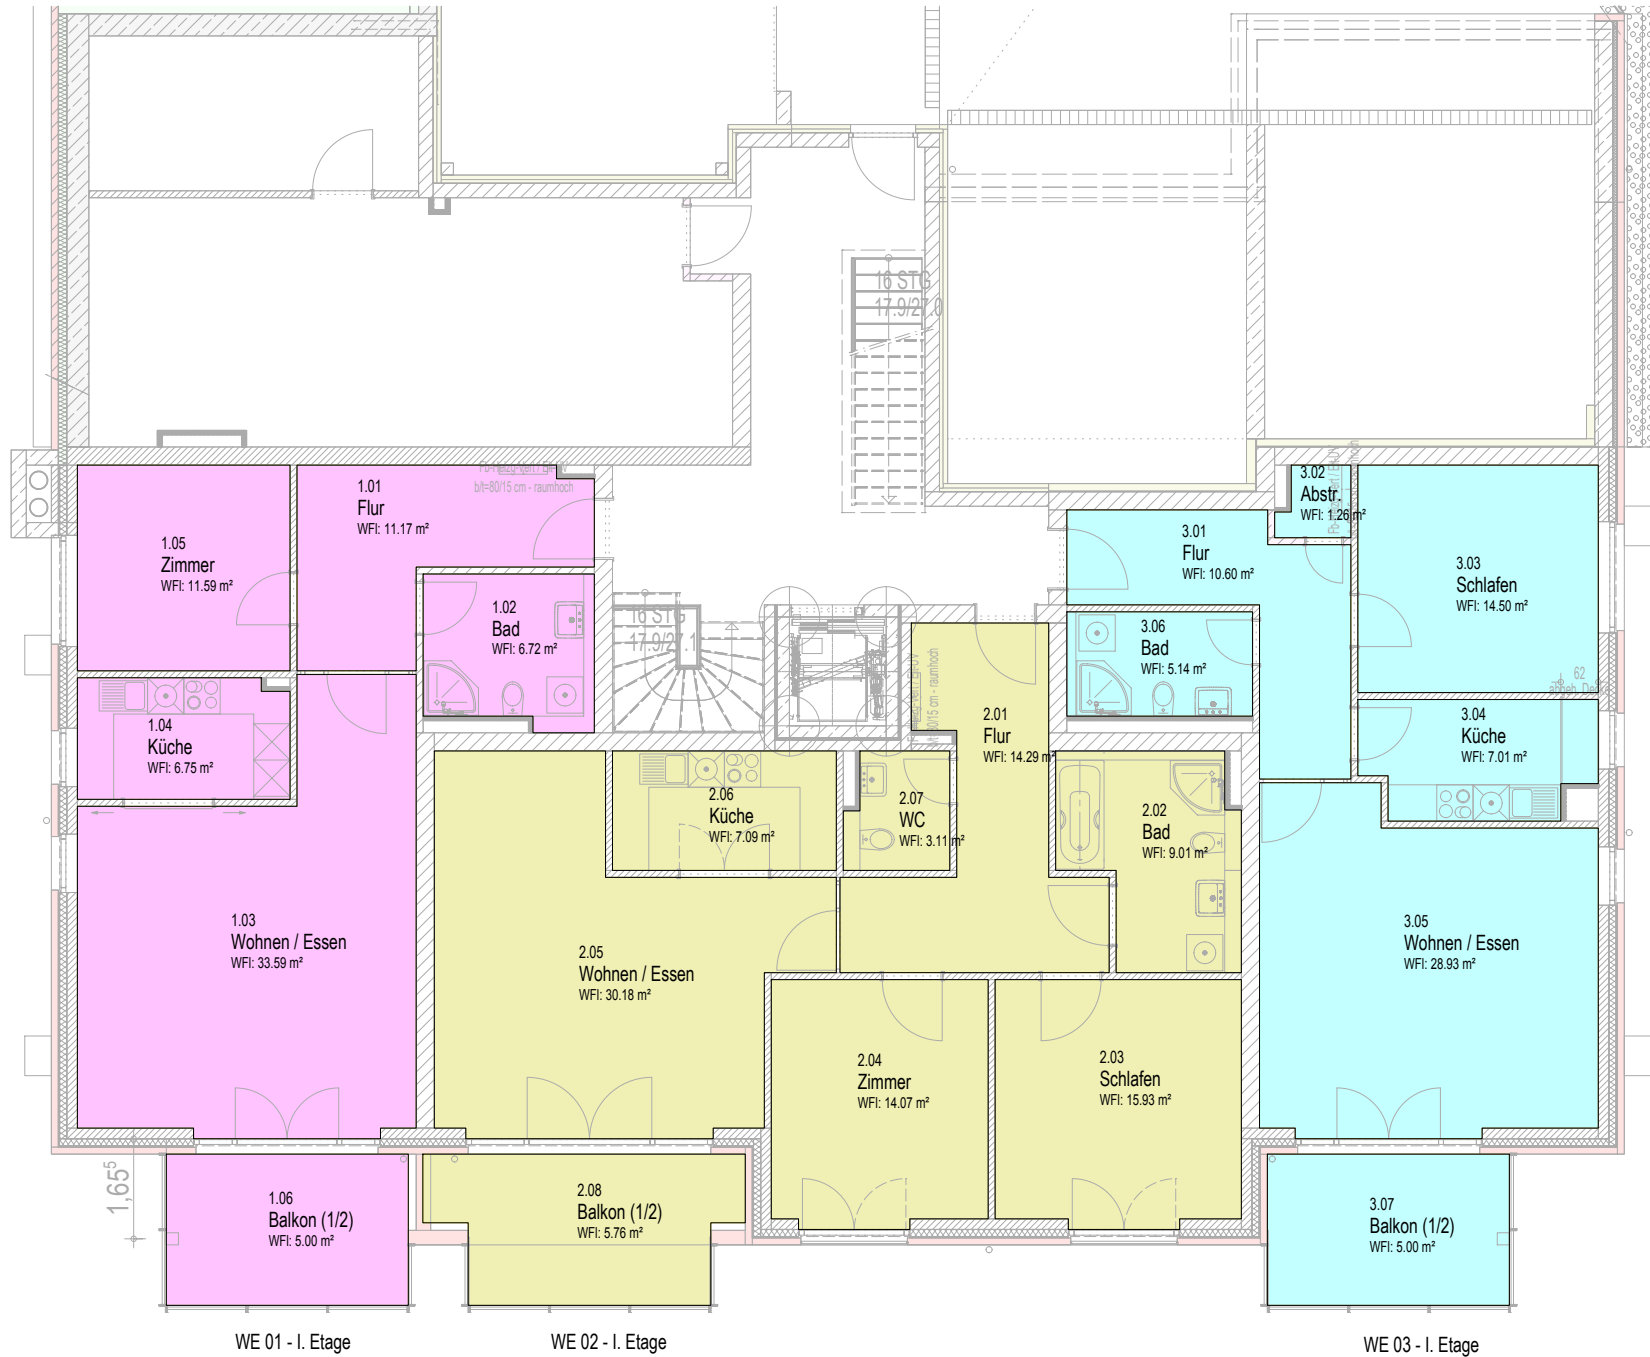 16 STG
17.9/27.0
1.01
Flur
WFl: 11.17 m²
b/t=80/15 cm - raumhoch
1.05
Zimmer
WFl: 11.59 m²
1.02
Bad
WFl: 6.72 m²
16 STG
17.9/27.1
3.02
Abstr.
WFl: 1.26 m²
3.01
Flur
WFl: 10.60 m²
3.03
Schlafen
WFl: 14.50 m²
3.06
Bad
WFl: 5.14 m²
62
3.04
Küche
WFl: 7.01 m²
1.04
Küche
WFl: 6.75 m²
2.01
Flur
WFl: 14.29 m²
2.06
Küche
WFl: 7.09 m²
2.07
WC
WFl: 3.11 m²
2.02
Bad
WFl: 9.01 m²
1.03
Wohnen / Essen
WFl: 33.59 m²
2.05
Wohnen / Essen
WFl: 30.18 m²
3.05
Wohnen / Essen
WFl: 28.93 m²
2.04
Zimmer
WFl: 14.07 m²
2.03
Schlafen
WFl: 15.93 m²
1,65⁵
1.06
Balkon (1/2)
WFl: 5.00 m²
2.08
Balkon (1/2)
WFl: 5.76 m²
3.07
Balkon (1/2)
WFl: 5.00 m²
WE 01 - I. Etage
WE 02 - I. Etage
WE 03 - I. Etage